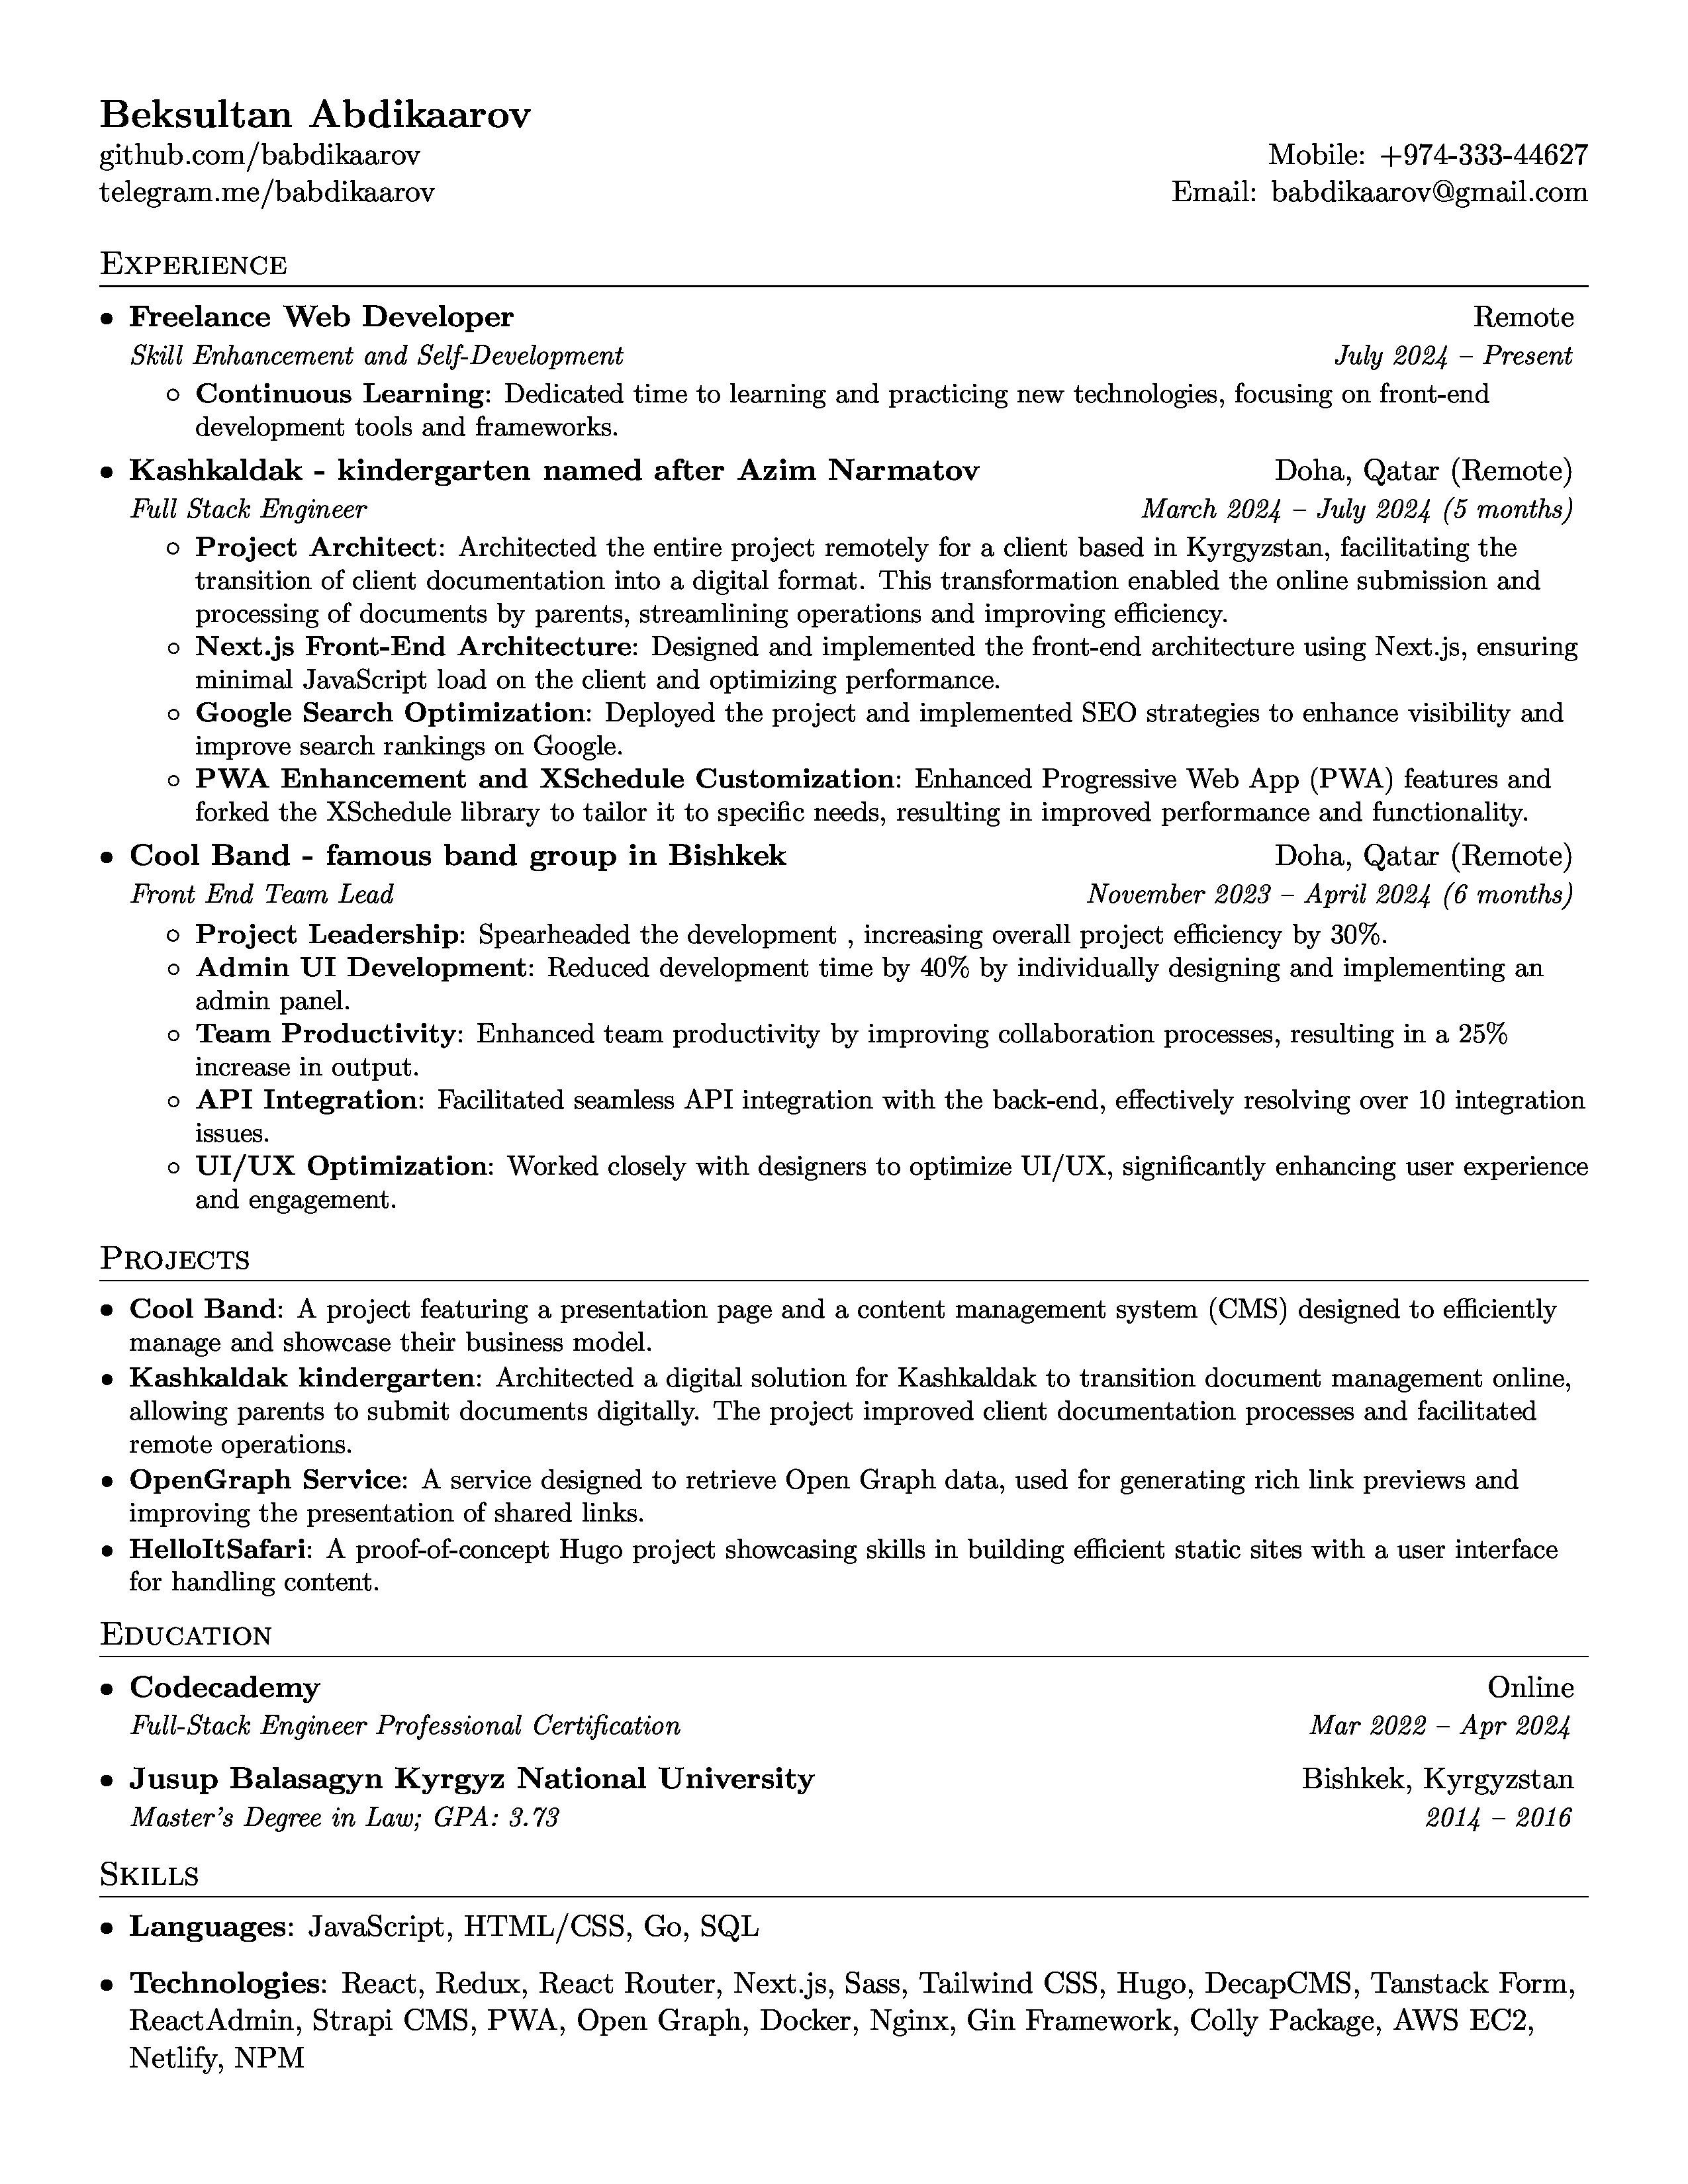 Beksultan Abdikaarov
github.com/babdikaarov Mobile: +974-333-44627
telegram.me/babdikaarov Email: babdikaarov@gmail.com
Experience
• Freelance Web Developer Remote
Skill Enhancement and Self-Development July 2024 – Present
◦ Continuous Learning: Dedicated time to learning and practicing new technologies, focusing on front-end
development tools and frameworks.
• Kashkaldak - kindergarten named after Azim Narmatov Doha, Qatar (Remote)
Full Stack Engineer March 2024 – July 2024 (5 months)
◦ Project Architect: Architected the entire project remotely for a client based in Kyrgyzstan, facilitating the
transition of client documentation into a digital format. This transformation enabled the online submission and
processing of documents by parents, streamlining operations and improving efficiency.
◦ Next.js Front-End Architecture: Designed and implemented the front-end architecture using Next.js, ensuring
minimal JavaScript load on the client and optimizing performance.
◦ Google Search Optimization: Deployed the project and implemented SEO strategies to enhance visibility and
improve search rankings on Google.
◦ PWA Enhancement and XSchedule Customization: Enhanced Progressive Web App (PWA) features and
forked the XSchedule library to tailor it to specific needs, resulting in improved performance and functionality.
• Cool Band - famous band group in Bishkek Doha, Qatar (Remote)
Front End Team Lead November 2023 – April 2024 (6 months)
◦ Project Leadership: Spearheaded the development , increasing overall project efficiency by 30%.
◦ Admin UI Development: Reduced development time by 40% by individually designing and implementing an
admin panel.
◦ Team Productivity: Enhanced team productivity by improving collaboration processes, resulting in a 25%
increase in output.
◦ API Integration: Facilitated seamless API integration with the back-end, effectively resolving over 10 integration
issues.
◦ UI/UX Optimization: Worked closely with designers to optimize UI/UX, significantly enhancing user experience
and engagement.
Projects
• Cool Band: A project featuring a presentation page and a content management system (CMS) designed to efficiently
manage and showcase their business model.
• Kashkaldak kindergarten: Architected a digital solution for Kashkaldak to transition document management online,
allowing parents to submit documents digitally. The project improved client documentation processes and facilitated
remote operations.
• OpenGraph Service: A service designed to retrieve Open Graph data, used for generating rich link previews and
improving the presentation of shared links.
• HelloItSafari: A proof-of-concept Hugo project showcasing skills in building efficient static sites with a user interface
for handling content.
Education
• Codecademy Online
Full-Stack Engineer Professional Certification Mar 2022 – Apr 2024
• Jusup Balasagyn Kyrgyz National University Bishkek, Kyrgyzstan
Master's Degree in Law; GPA: 3.73 2014 – 2016
Skills
• Languages: JavaScript, HTML/CSS, Go, SQL
• Technologies: React, Redux, React Router, Next.js, Sass, Tailwind CSS, Hugo, DecapCMS, Tanstack Form,
ReactAdmin, Strapi CMS, PWA, Open Graph, Docker, Nginx, Gin Framework, Colly Package, AWS EC2,
Netlify, NPM